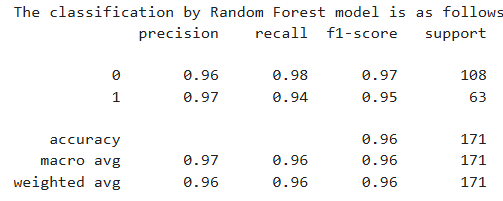 The classification by Random Forest model is as follows
precision recall f1-score support
0 0.96 0.98 0.97 108
1 0.97 0.94 0.95 63
accuracy 0.96 171
macro avg 0.97 0.96 0.96 171
weighted avg 0.96 0.96 0.96 171